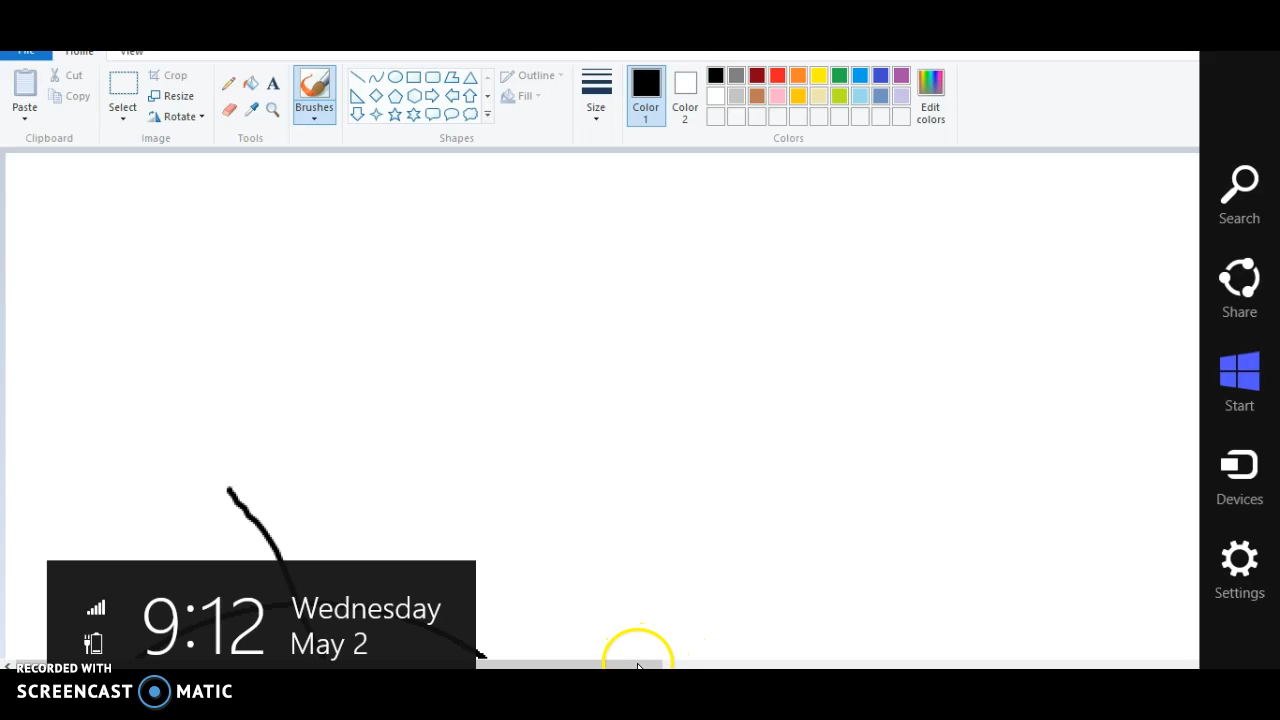 File Home View
Paste
Cut
Copy
Clipboard
Select
Crop
Resize
Rotate
Image
A
Tools
Brushes
Shapes
Outline
Fill
Size
Color
1
Color
2
Edit
colors
Colors
Search
Share
Start
Devices
Settings
9:12 Wednesday
May 2
RECORDED WITH
SCREENCAST MATIC